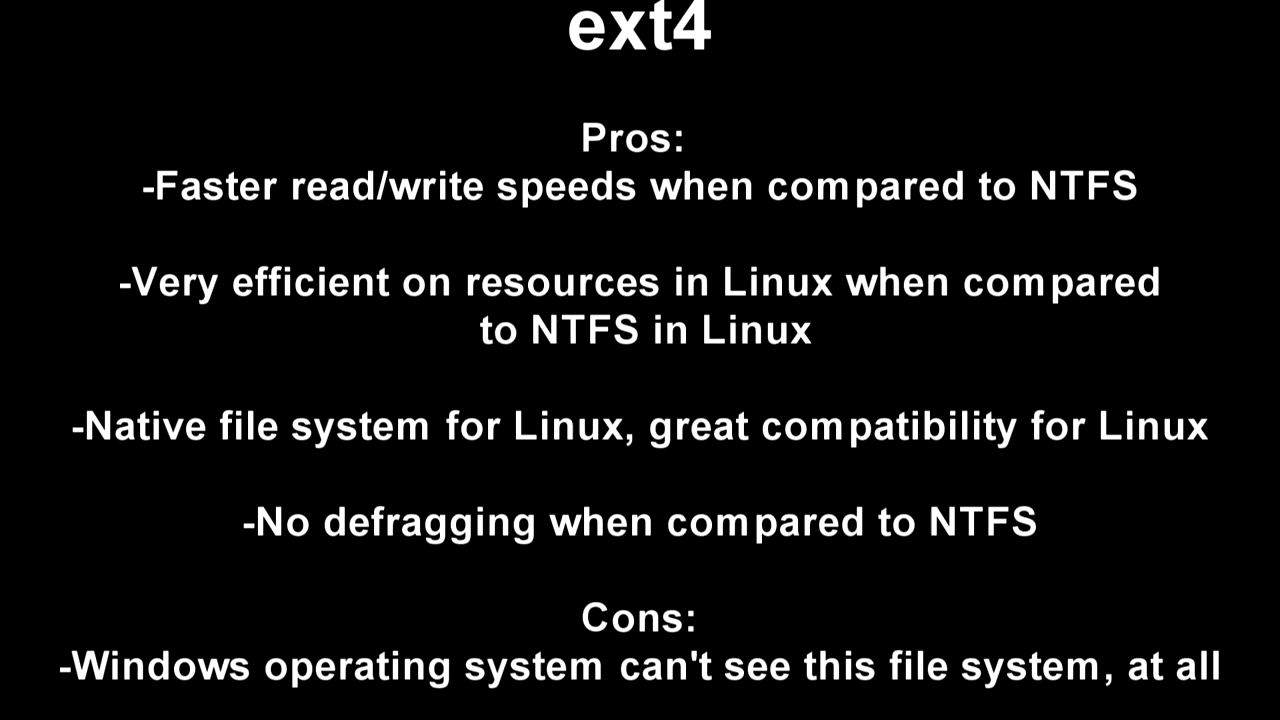 ext4
Pros:
-Faster read/write speeds when compared to NTFS
-Very efficient on resources in Linux when compared
to NTFS in Linux
-Native file system for Linux, great compatibility for Linux
-No defragging when compared to NTFS
Cons:
-Windows operating system can't see this file system, at all